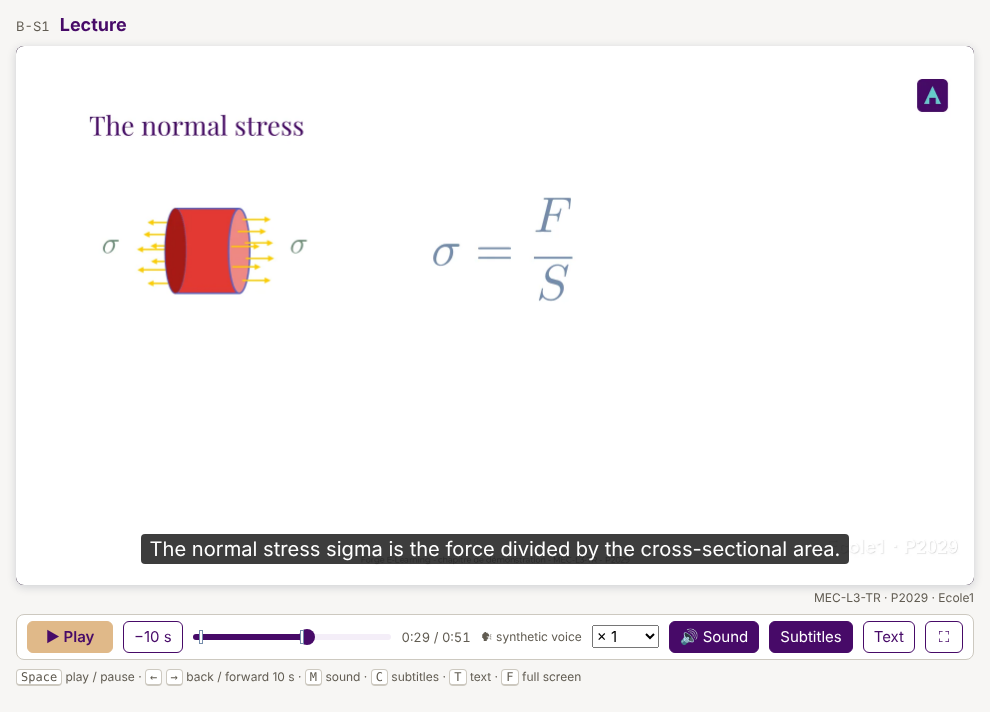 B-S1 Lecture
A
The normal stress
σ σ
σ = F / S
The normal stress sigma is the force divided by the cross-sectional area.
ole1 · P2029
MEC-L3-TR · P2029 · Ecole1
▶ Play −10 s 0:29 / 0:51 🗣 synthetic voice × 1 🔊 Sound Subtitles Text ⛶
Space play / pause · ← → back / forward 10 s · M sound · C subtitles · T text · F full screen